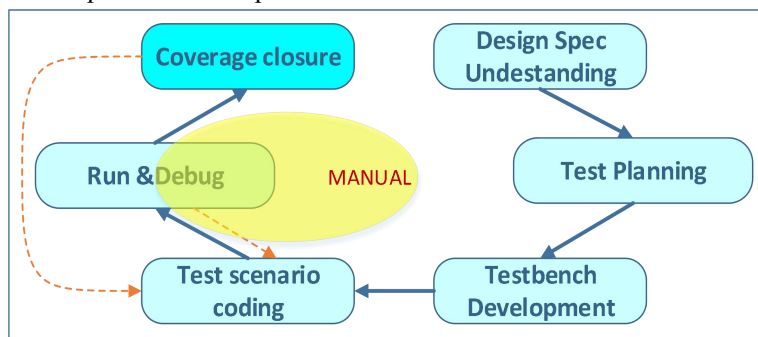 Coverage closure
Design Spec
Undestanding
Run &Debug
MANUAL
Test Planning
Test scenario
coding
Testbench
Development